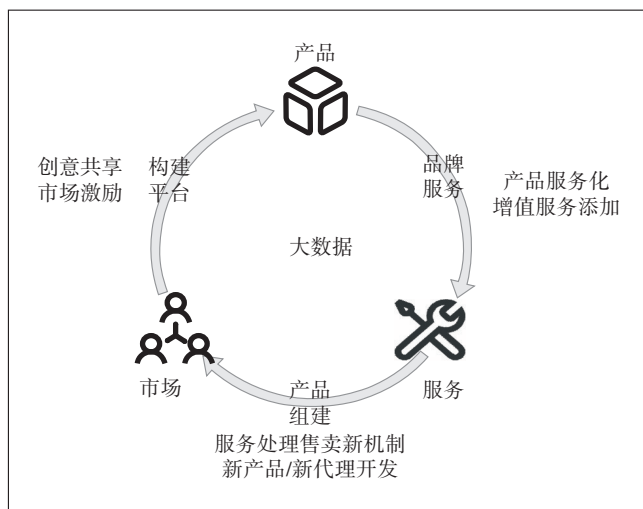 产品
创意共享
市场激励
构建
平台
品牌
服务
产品服务化
增值服务添加
大数据
市场
产品
组建
服务
服务处理售卖新机制
新产品/新代理开发